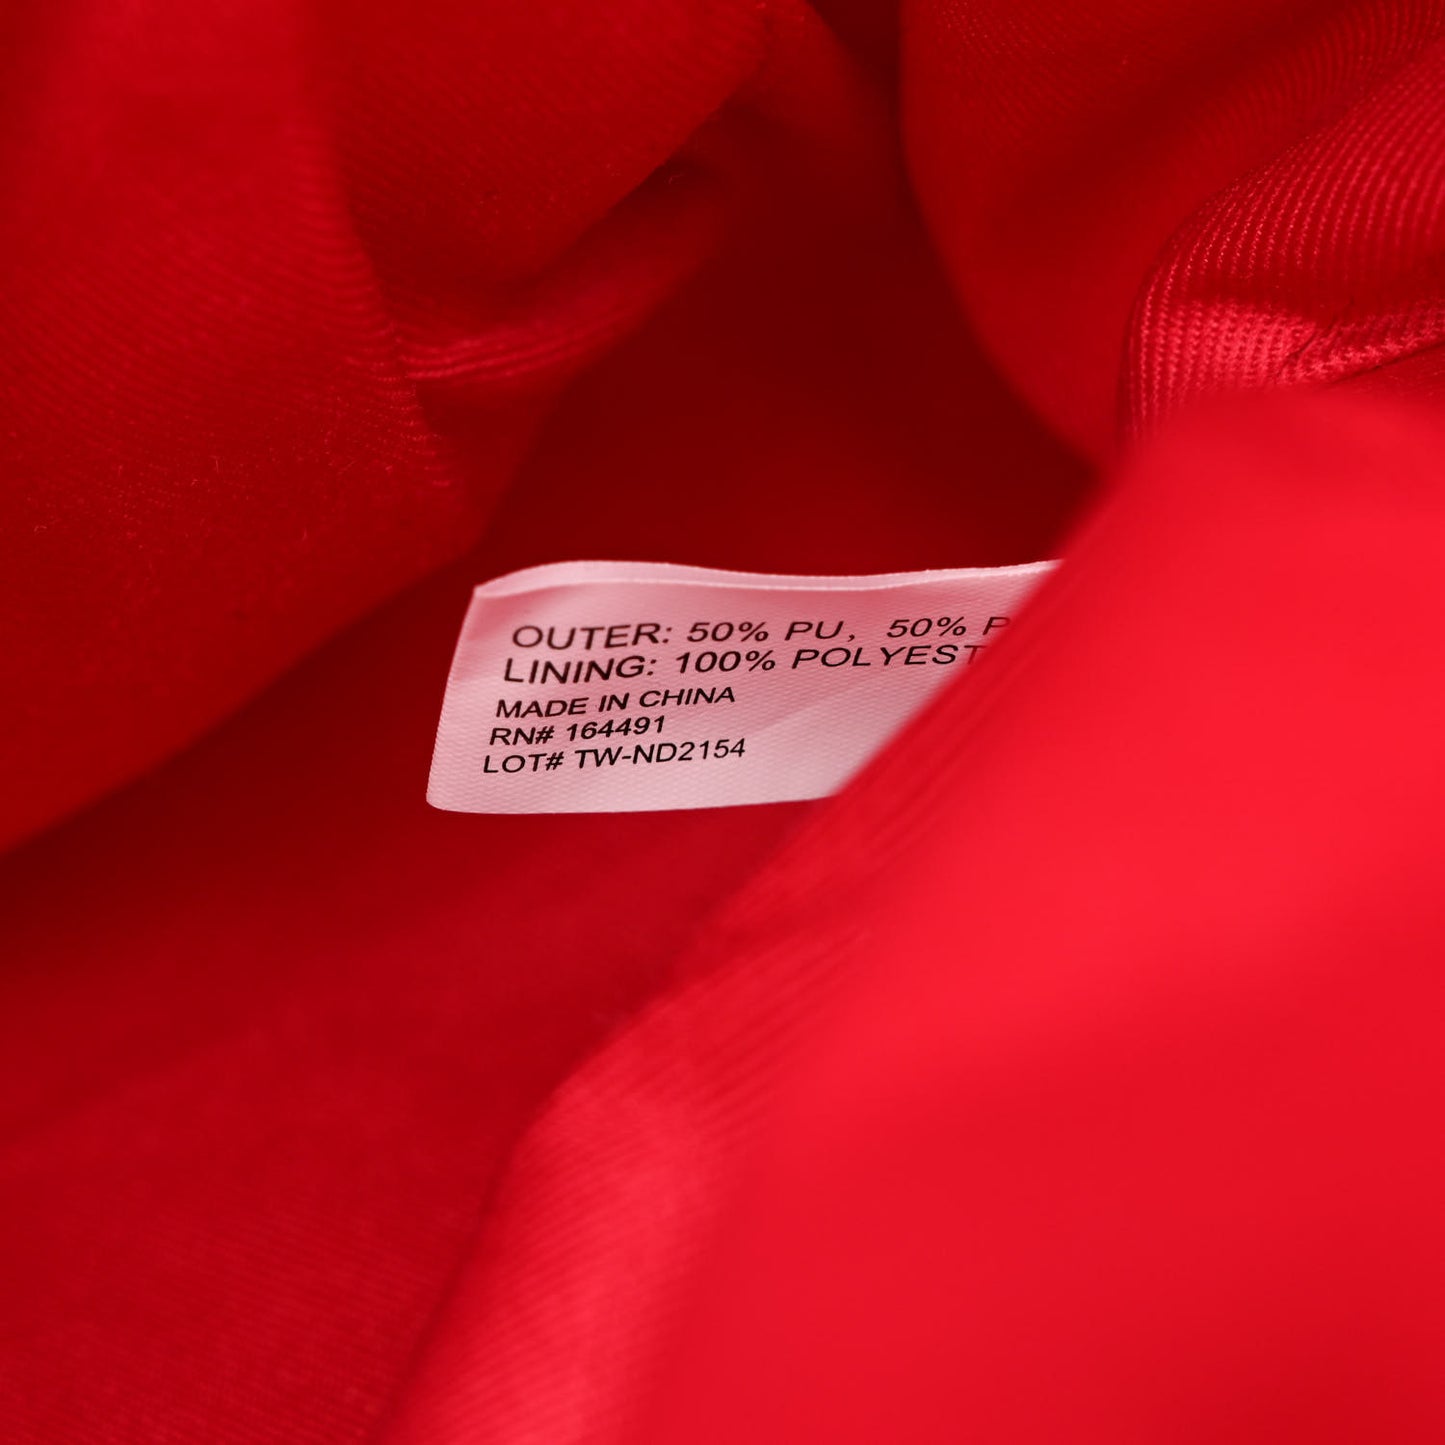 OUTER: 50% PU, 50% P
LINING: 100% POLYEST
MADE IN CHINA
RN# 164491
LOT# TW-ND2154